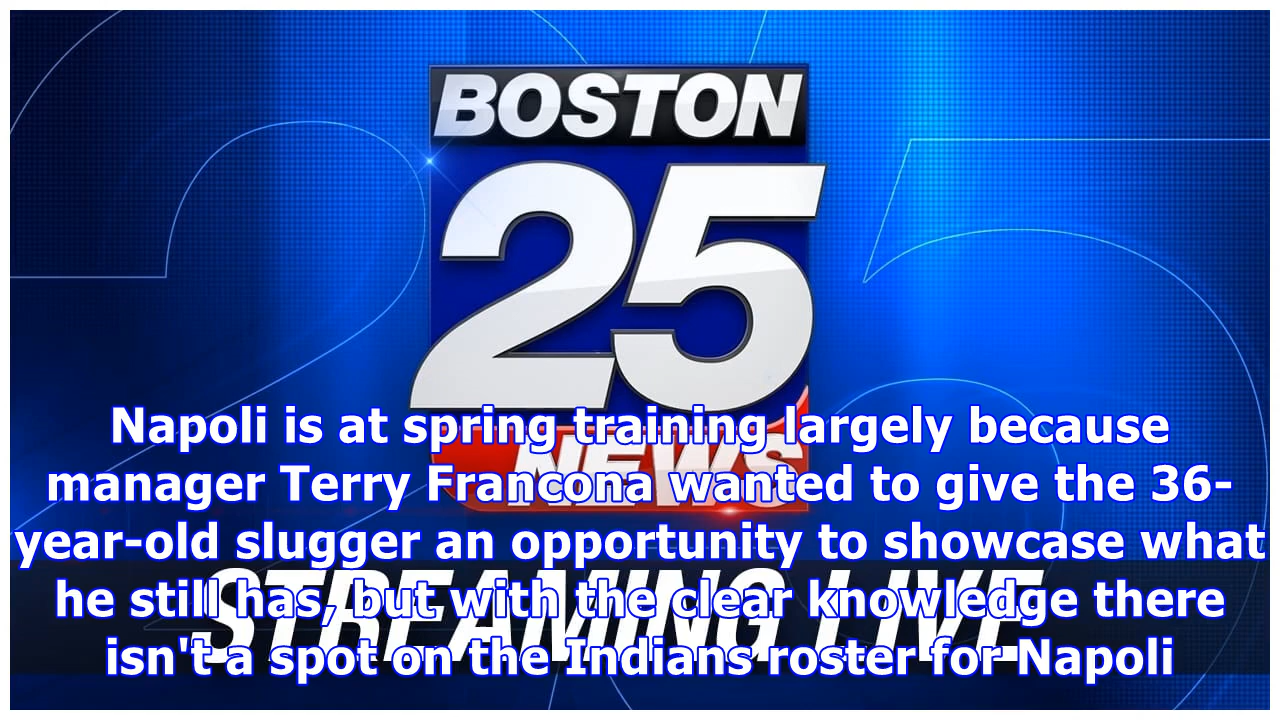 BOSTON
25
NEWS
STREAMING LIVE
Napoli is at spring training largely because
manager Terry Francona wanted to give the 36-
year-old slugger an opportunity to showcase what
he still has, but with the clear knowledge there
isn't a spot on the Indians roster for Napoli